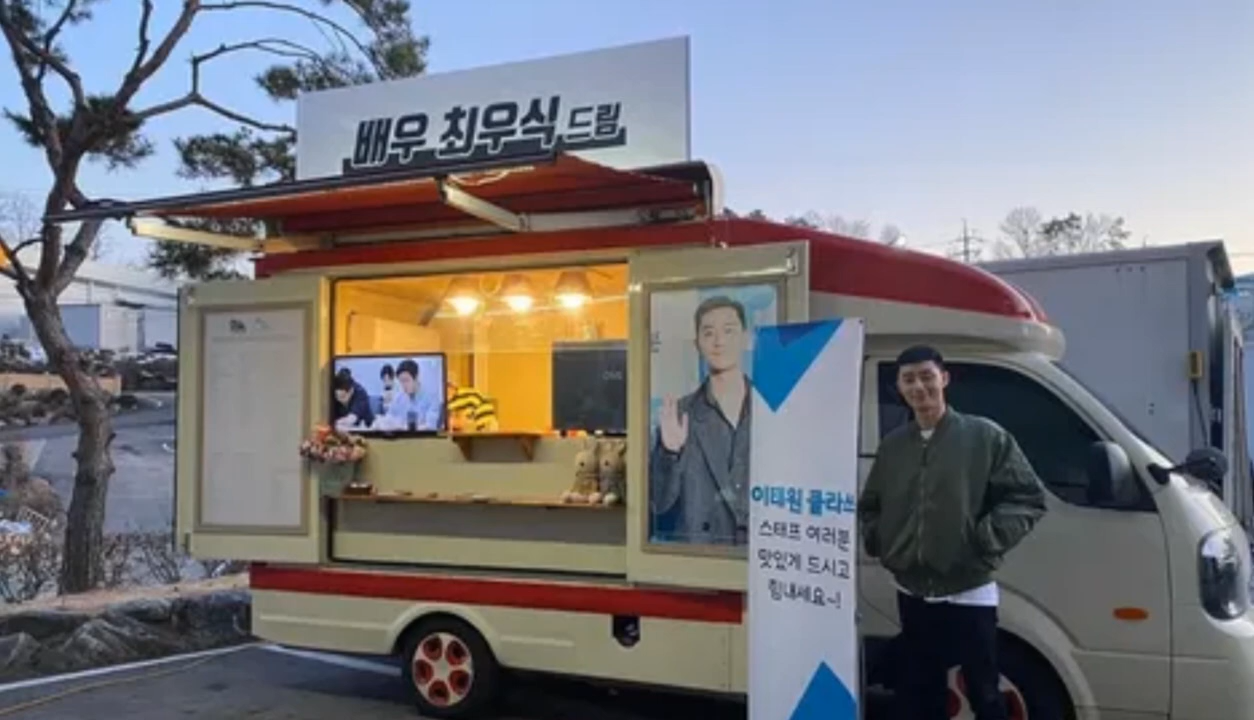 배우 최우식 드림
이태원 클라쓰
스태프 여러분
맛있게 드시고
힘내세요~!